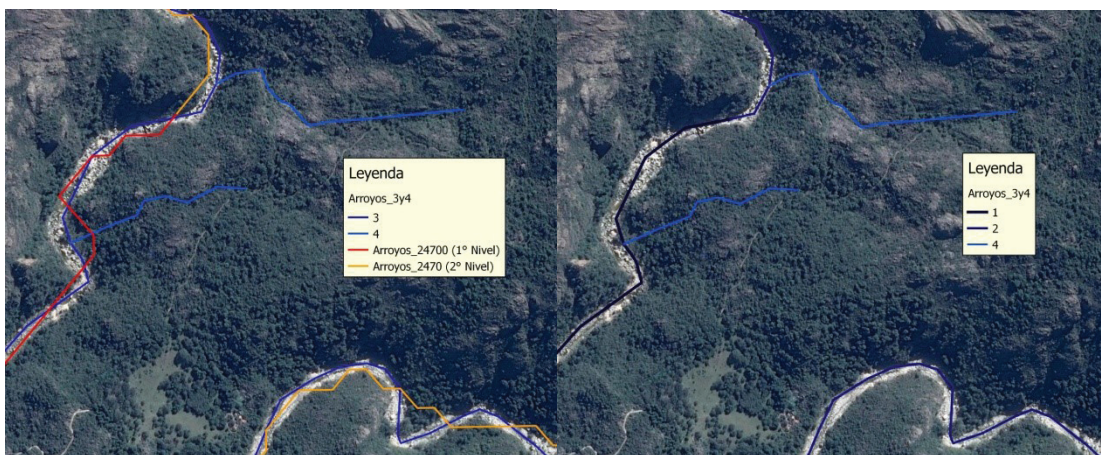 Leyenda
Arroyos_3y4
3
4
Arroyos_24700 (1° Nivel)
Arroyos_2470 (2° Nivel)
Leyenda
Arroyos_3y4
1
2
4